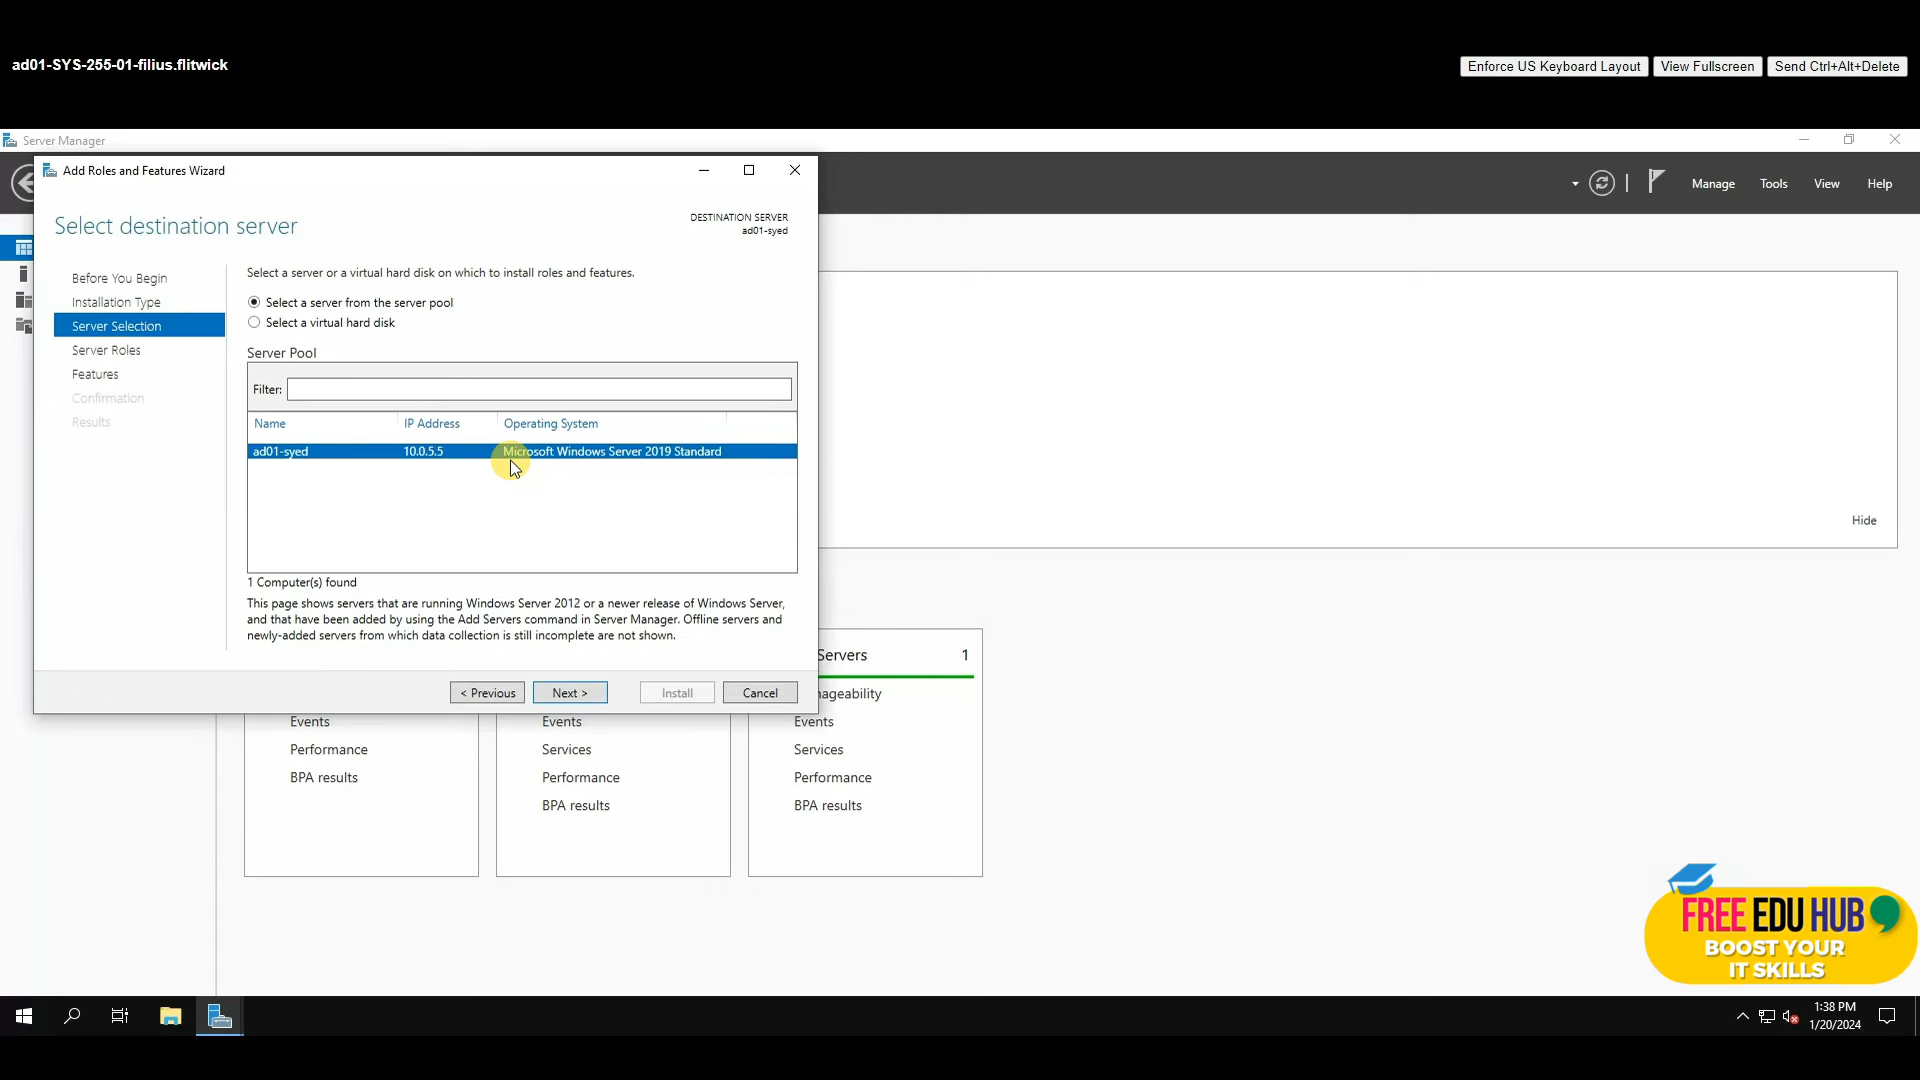 ad01-SYS-255-01-filius.flitwick
Enforce US Keyboard Layout
View Fullscreen
Send Ctrl+Alt+Delete
Server Manager
Manage
Tools
View
Help
Add Roles and Features Wizard
Select destination server
DESTINATION SERVER
ad01-syed
Before You Begin
Installation Type
Server Selection
Server Roles
Features
Confirmation
Results
Select a server or a virtual hard disk on which to install roles and features.
Select a server from the server pool
Select a virtual hard disk
Server Pool
Filter:
Name IP Address Operating System
ad01-syed 10.0.5.5 Microsoft Windows Server 2019 Standard
1 Computer(s) found
This page shows servers that are running Windows Server 2012 or a newer release of Windows Server,
and that have been added by using the Add Servers command in Server Manager. Offline servers and
newly-added servers from which data collection is still incomplete are not shown.
< Previous
Next >
Install
Cancel
Hide
Servers 1
nageability
Events
Performance
BPA results
Events
Services
Performance
BPA results
Events
Services
Performance
BPA results
FREE EDU HUB
BOOST YOUR
IT SKILLS
1:38 PM
1/20/2024